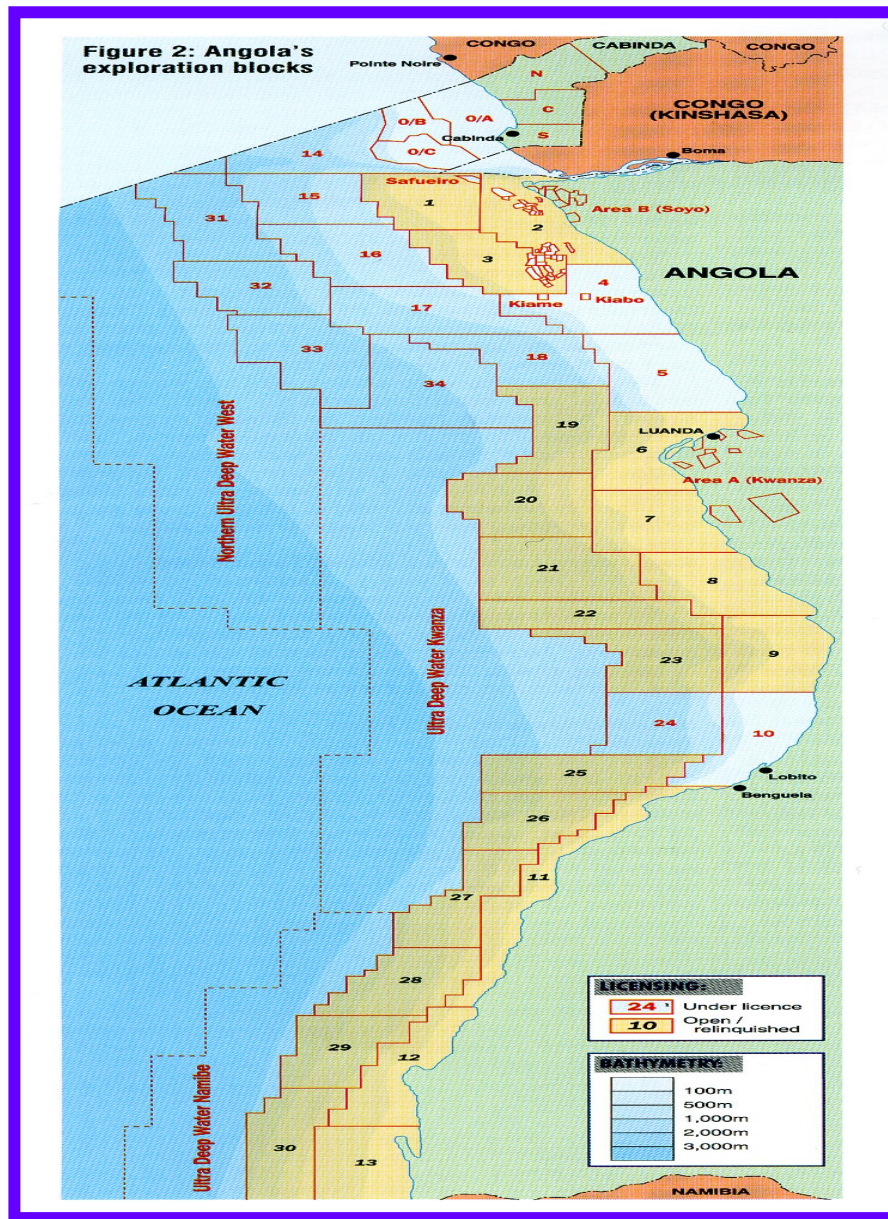 Figure 2: Angola's
exploration blocks
CONGO
CABINDA
CONGO
Pointe Noire
N
CONGO
(KINSHASA)
O/B
O/A
C
Cabinda
S
O/C
14
Boma
Safueiro
15
1
Area B (Soyo)
31
2
16
3
ANGOLA
32
4
Kiame
Kiabo
17
33
18
5
34
19
LUANDA
6
Northern Ultra Deep Water West
Area A (Kwanza)
20
7
21
8
22
23
9
Ultra Deep Water Kwanza
ATLANTIC
OCEAN
24
10
25
Lobito
Benguela
26
11
27
28
LICENSING:
24 Under licence
10 Open /
relinquished
29
12
BATHYMETRY:
100m
500m
1,000m
2,000m
3,000m
Ultra Deep Water Namibe
30
13
NAMIBIA